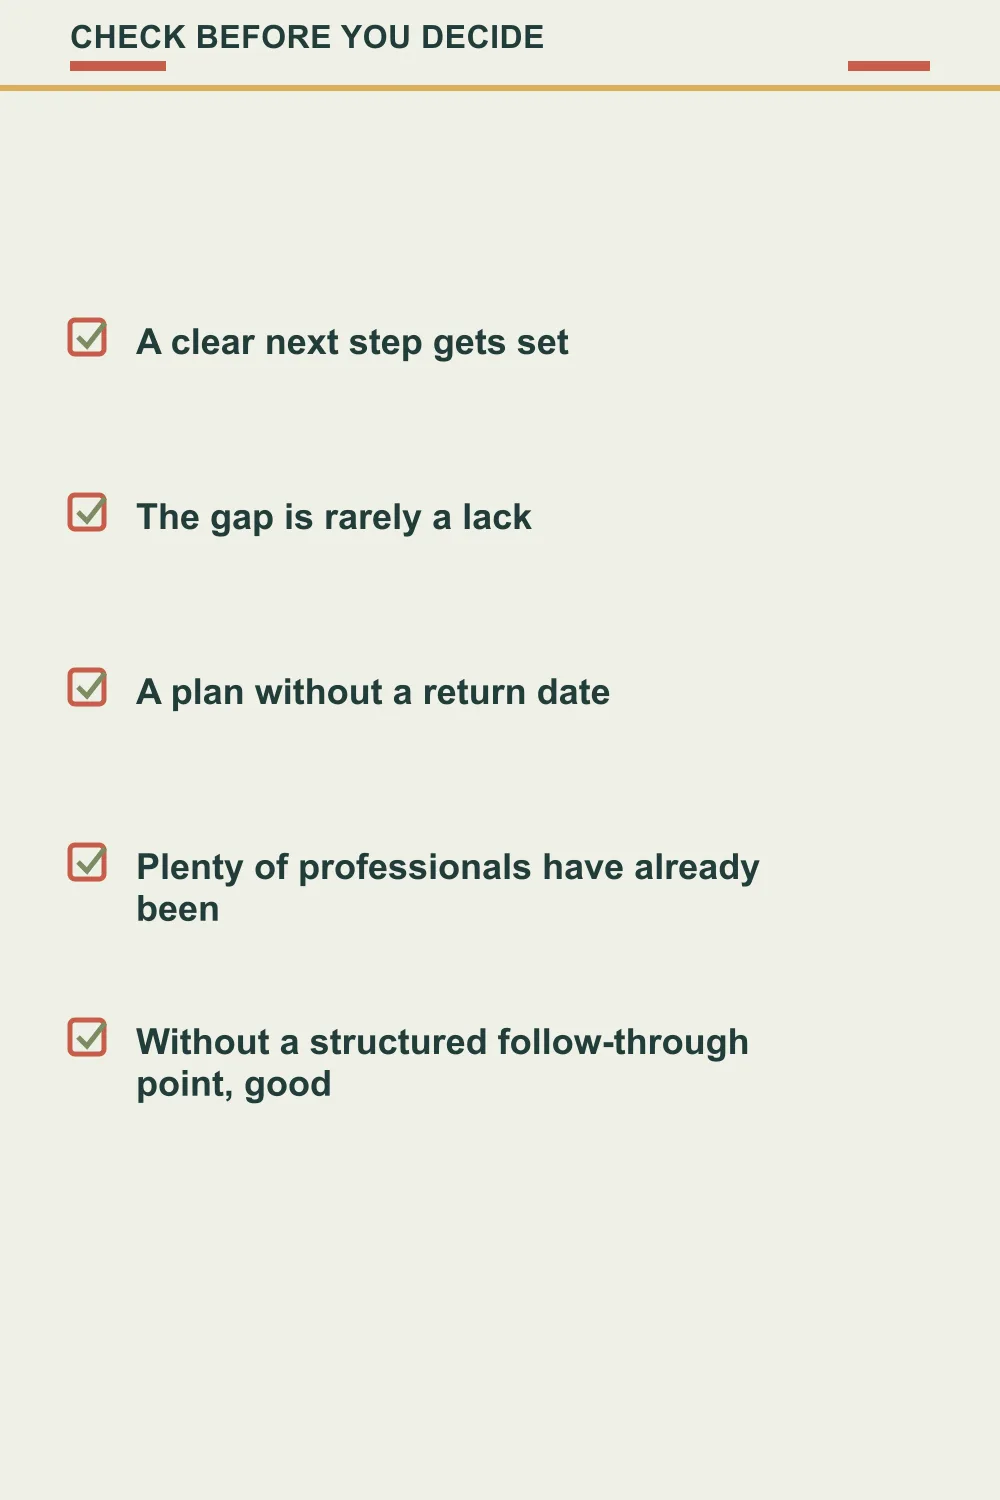 CHECK BEFORE YOU DECIDE
A clear next step gets set
The gap is rarely a lack
A plan without a return date
Plenty of professionals have already
been
Without a structured follow-through
point, good